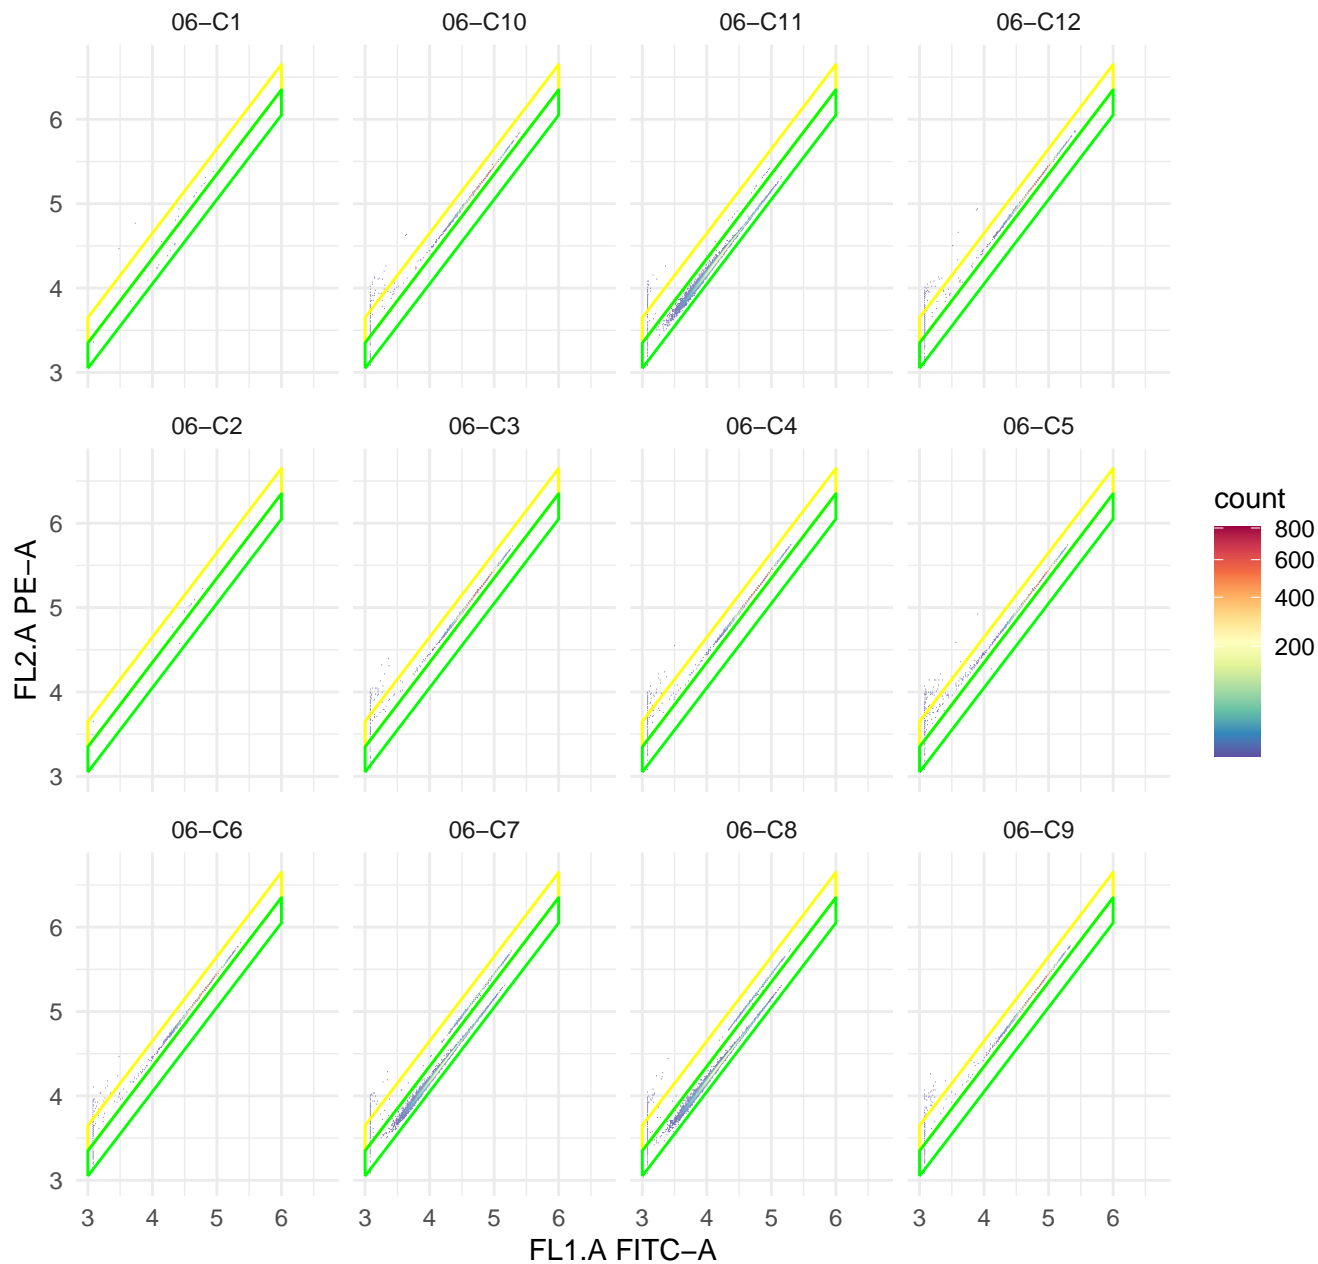 06−C1 06−C10 06−C11 06−C12
6
5
4
3
06−C2 06−C3 06−C4 06−C5
6
5
4
3
06−C6 06−C7 06−C8 06−C9
6
5
4
3
3 4 5 6 3 4 5 6 3 4 5 6 3 4 5 6
FL1.A FITC−A
FL2.A PE−A
count
800
600
400
200